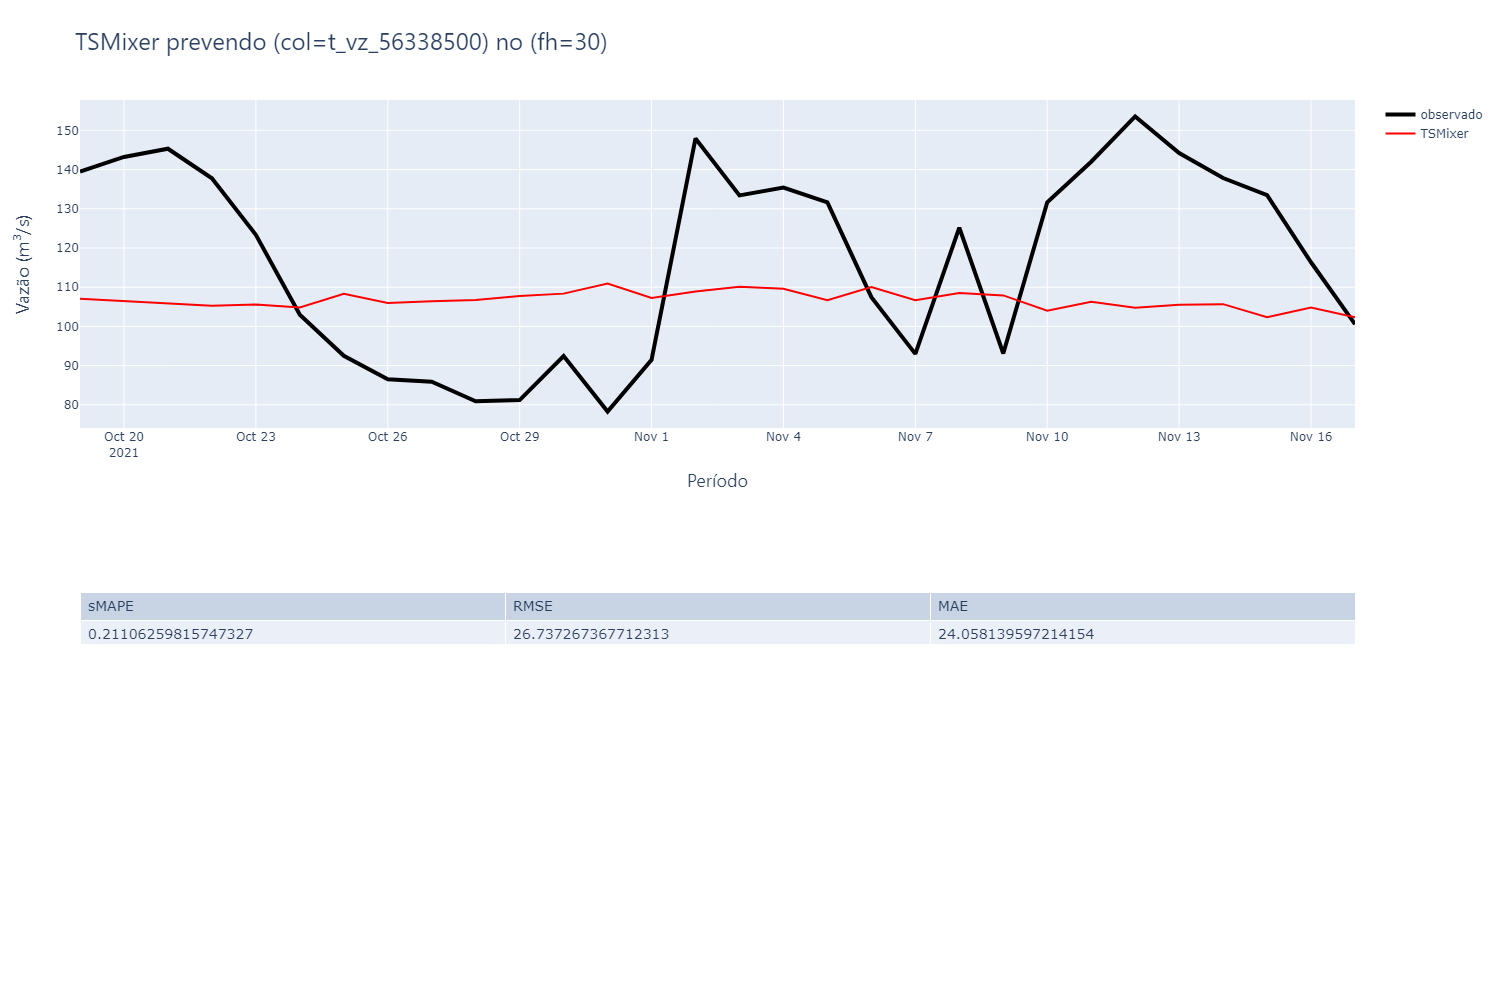 TSMixer prevendo (col=t_vz_56338500) no (fh=30)
observado
TSMixer
Vazão (m³/s)
150
140
130
120
110
100
90
80
Oct 20
2021
Oct 23
Oct 26
Oct 29
Nov 1
Nov 4
Nov 7
Nov 10
Nov 13
Nov 16
Período
sMAPE RMSE MAE
0.21106259815747327 26.737267367712313 24.058139597214154